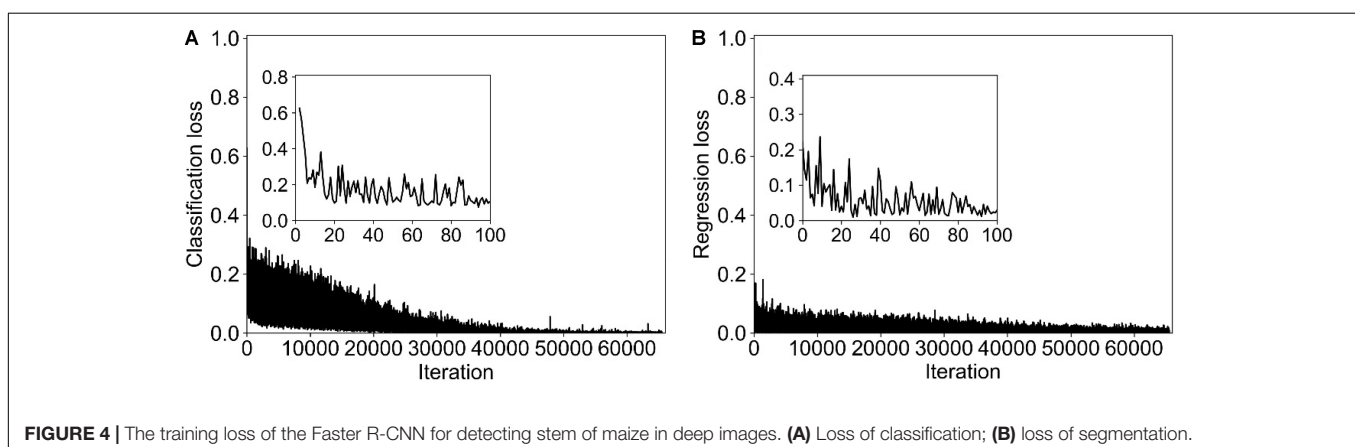 A
Classification loss
1.0
0.8
0.6
0.4
0.2
0.0
0 10000 20000 30000 40000 50000 60000
Iteration
0.8
0.6
0.4
0.2
0.0
0 20 40 60 80 100
B
Regression loss
1.0
0.8
0.6
0.4
0.2
0.0
0 10000 20000 30000 40000 50000 60000
Iteration
0.4
0.3
0.2
0.1
0.0
0 20 40 60 80 100
FIGURE 4 | The training loss of the Faster R-CNN for detecting stem of maize in deep images. (A) Loss of classification; (B) loss of segmentation.